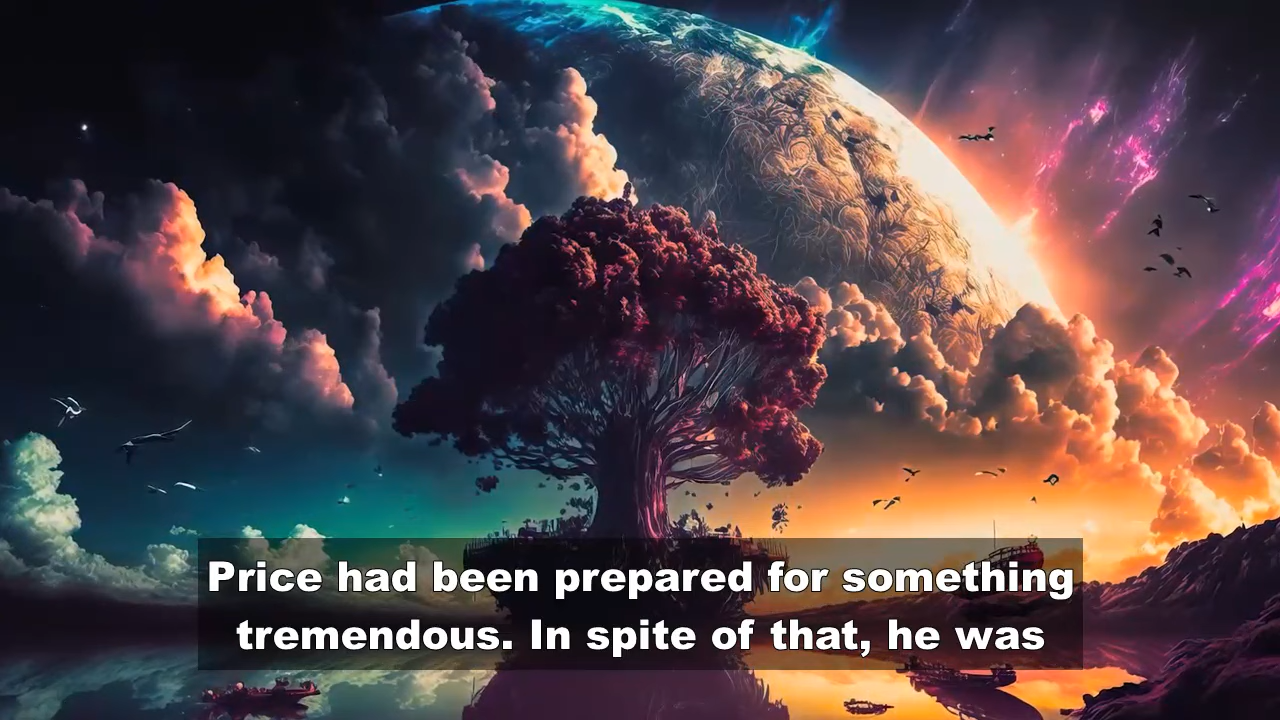 Price had been prepared for something
tremendous. In spite of that, he was